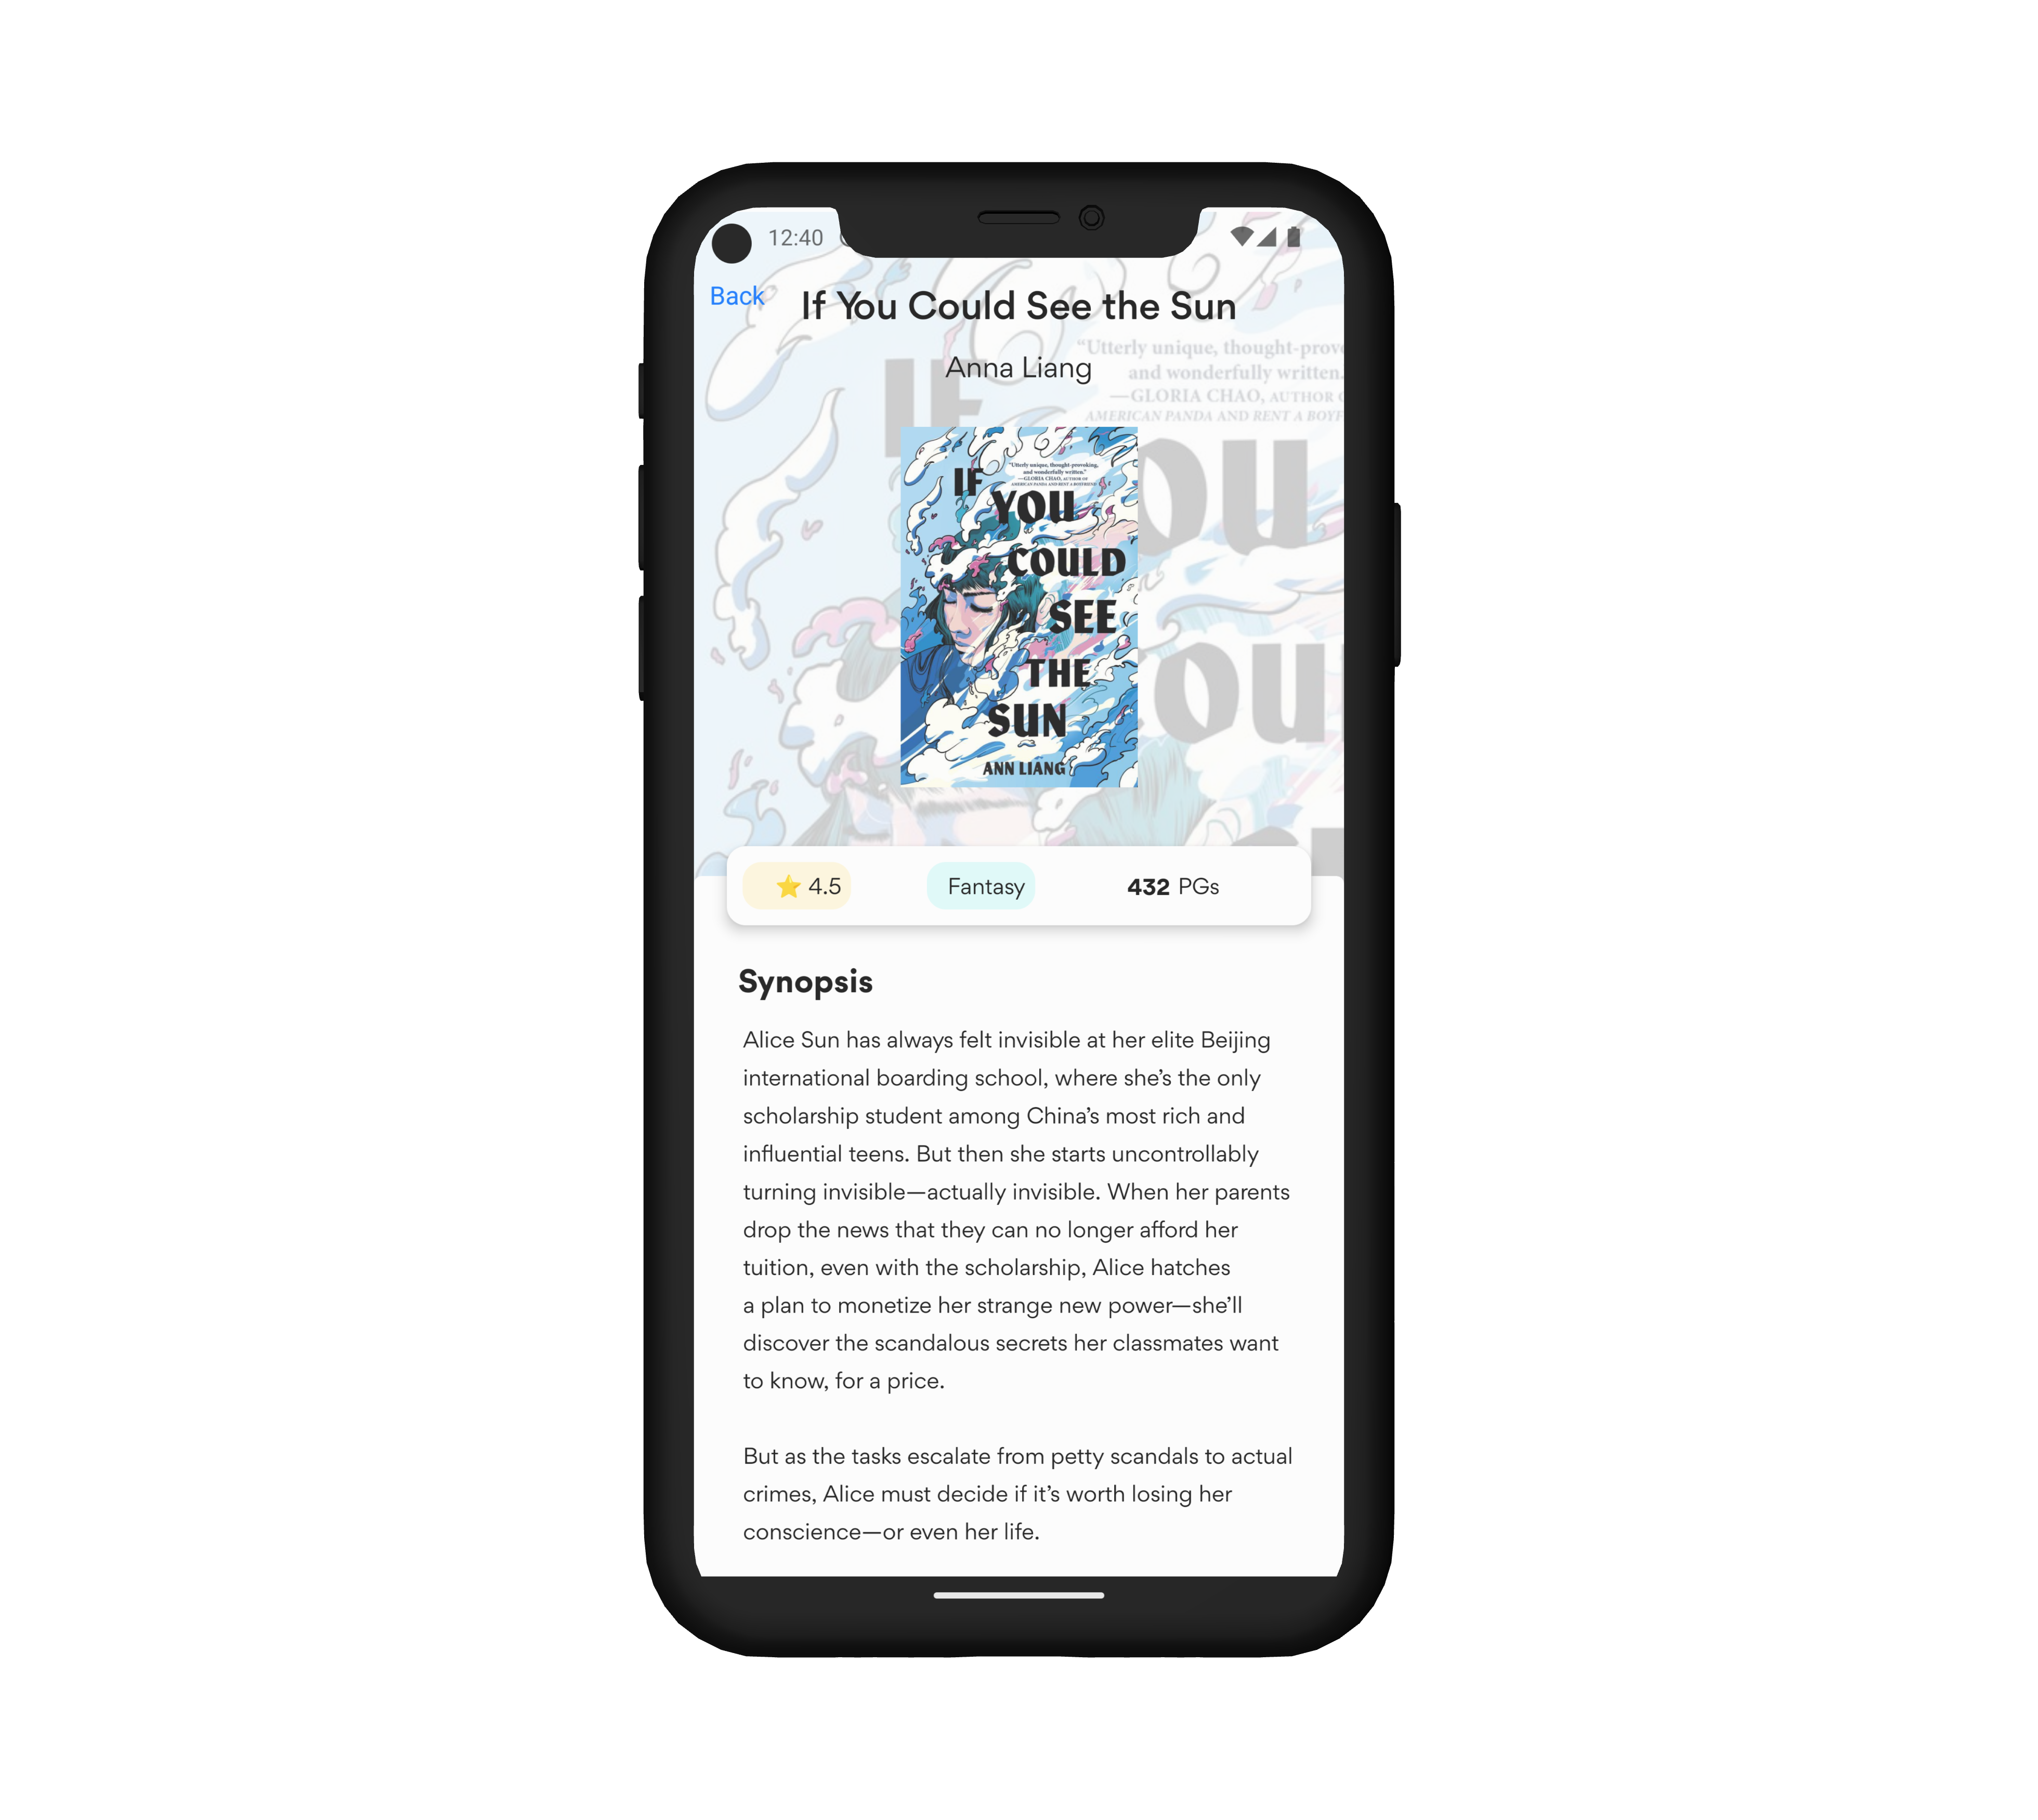 12:40
Back
If You Could See the Sun
Anna Liang
“Utterly unique, thought-prov
and wonderfully written.
—GLORIA CHAO, AUTHOR
AMERICAN PANDA AND RENT A BOYF
IF
OU
OU
“Utterly unique, thought-provoking,
and wonderfully written.”
—GLORIA CHAO, AUTHOR OF
AMERICAN PANDA AND RENT A BOYFRIEND
IF
YOU
COULD
SEE
THE
SUN
ANN LIANG
⭐ 4.5
Fantasy
432 PGs
Synopsis
Alice Sun has always felt invisible at her elite Beijing
international boarding school, where she’s the only
scholarship student among China’s most rich and
influential teens. But then she starts uncontrollably
turning invisible—actually invisible. When her parents
drop the news that they can no longer afford her
tuition, even with the scholarship, Alice hatches
a plan to monetize her strange new power—she’ll
discover the scandalous secrets her classmates want
to know, for a price.
But as the tasks escalate from petty scandals to actual
crimes, Alice must decide if it’s worth losing her
conscience—or even her life.